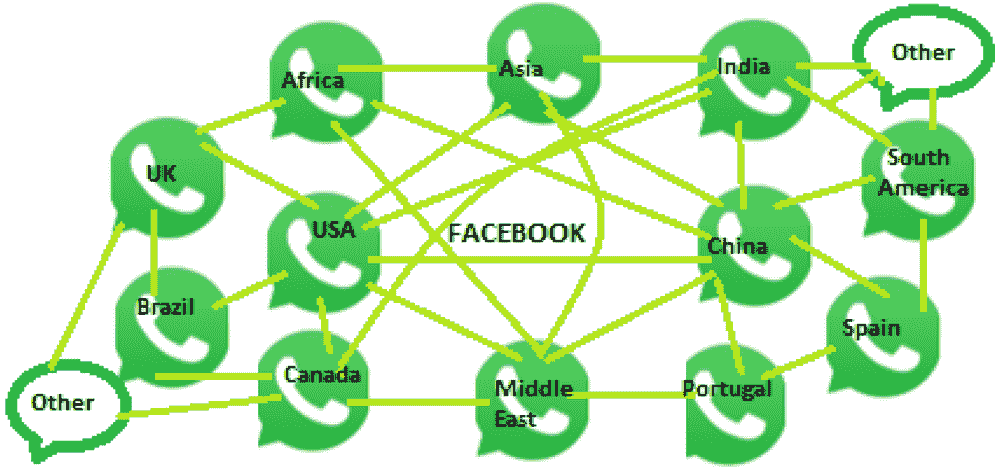 Other
Africa
Asia
India
UK
South
America
USA
FACEBOOK
China
Brazil
Spain
Canada
Middle
East
Portugal
Other